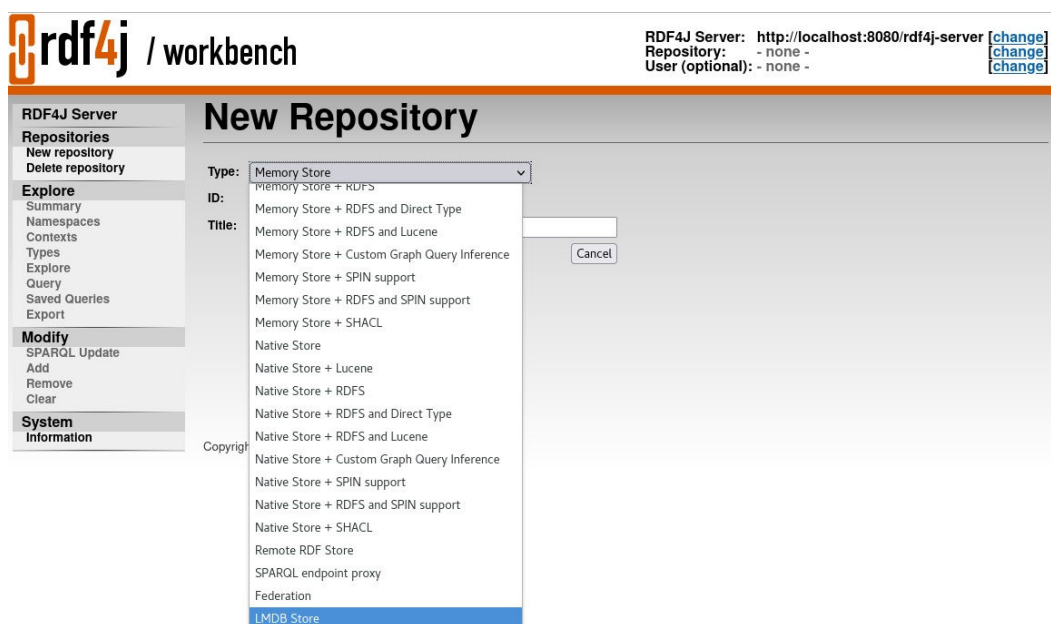 rdf4j / workbench
RDF4J Server: http://localhost:8080/rdf4j-server [change]
Repository: - none - [change]
User (optional): - none - [change]
RDF4J Server
Repositories
New repository
Delete repository
Explore
Summary
Namespaces
Contexts
Types
Explore
Query
Saved Queries
Export
Modify
SPARQL Update
Add
Remove
Clear
System
Information
New Repository
Type: Memory Store
ID:
Title:
Cancel
Memory Store + RDFS
Memory Store + RDFS and Direct Type
Memory Store + RDFS and Lucene
Memory Store + Custom Graph Query Inference
Memory Store + SPIN support
Memory Store + RDFS and SPIN support
Memory Store + SHACL
Native Store
Native Store + Lucene
Native Store + RDFS
Native Store + RDFS and Direct Type
Native Store + RDFS and Lucene
Native Store + Custom Graph Query Inference
Native Store + SPIN support
Native Store + RDFS and SPIN support
Native Store + SHACL
Remote RDF Store
SPARQL endpoint proxy
Federation
LMDB Store
Copyrigh